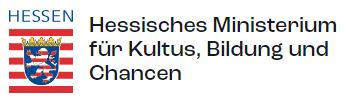 HESSEN
Hessisches Ministerium
für Kultus, Bildung und
Chancen